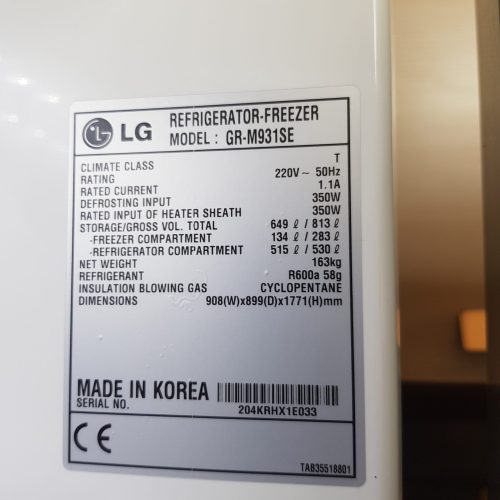 LG REFRIGERATOR-FREEZER
MODEL : GR-M931SE
CLIMATE CLASS T
RATING 220V ~ 50Hz
RATED CURRENT 1.1A
DEFROSTING INPUT 350W
RATED INPUT OF HEATER SHEATH 350W
STORAGE/GROSS VOL. TOTAL 649 ℓ / 813 ℓ
-FREEZER COMPARTMENT 134 ℓ / 283 ℓ
-REFRIGERATOR COMPARTMENT 515 ℓ / 530 ℓ
NET WEIGHT 163kg
REFRIGERANT R600a 58g
INSULATION BLOWING GAS CYCLOPENTANE
DIMENSIONS 908(W)x899(D)x1771(H)mm
MADE IN KOREA
SERIAL NO. 204KRHX1E033
CE
TAB35518801